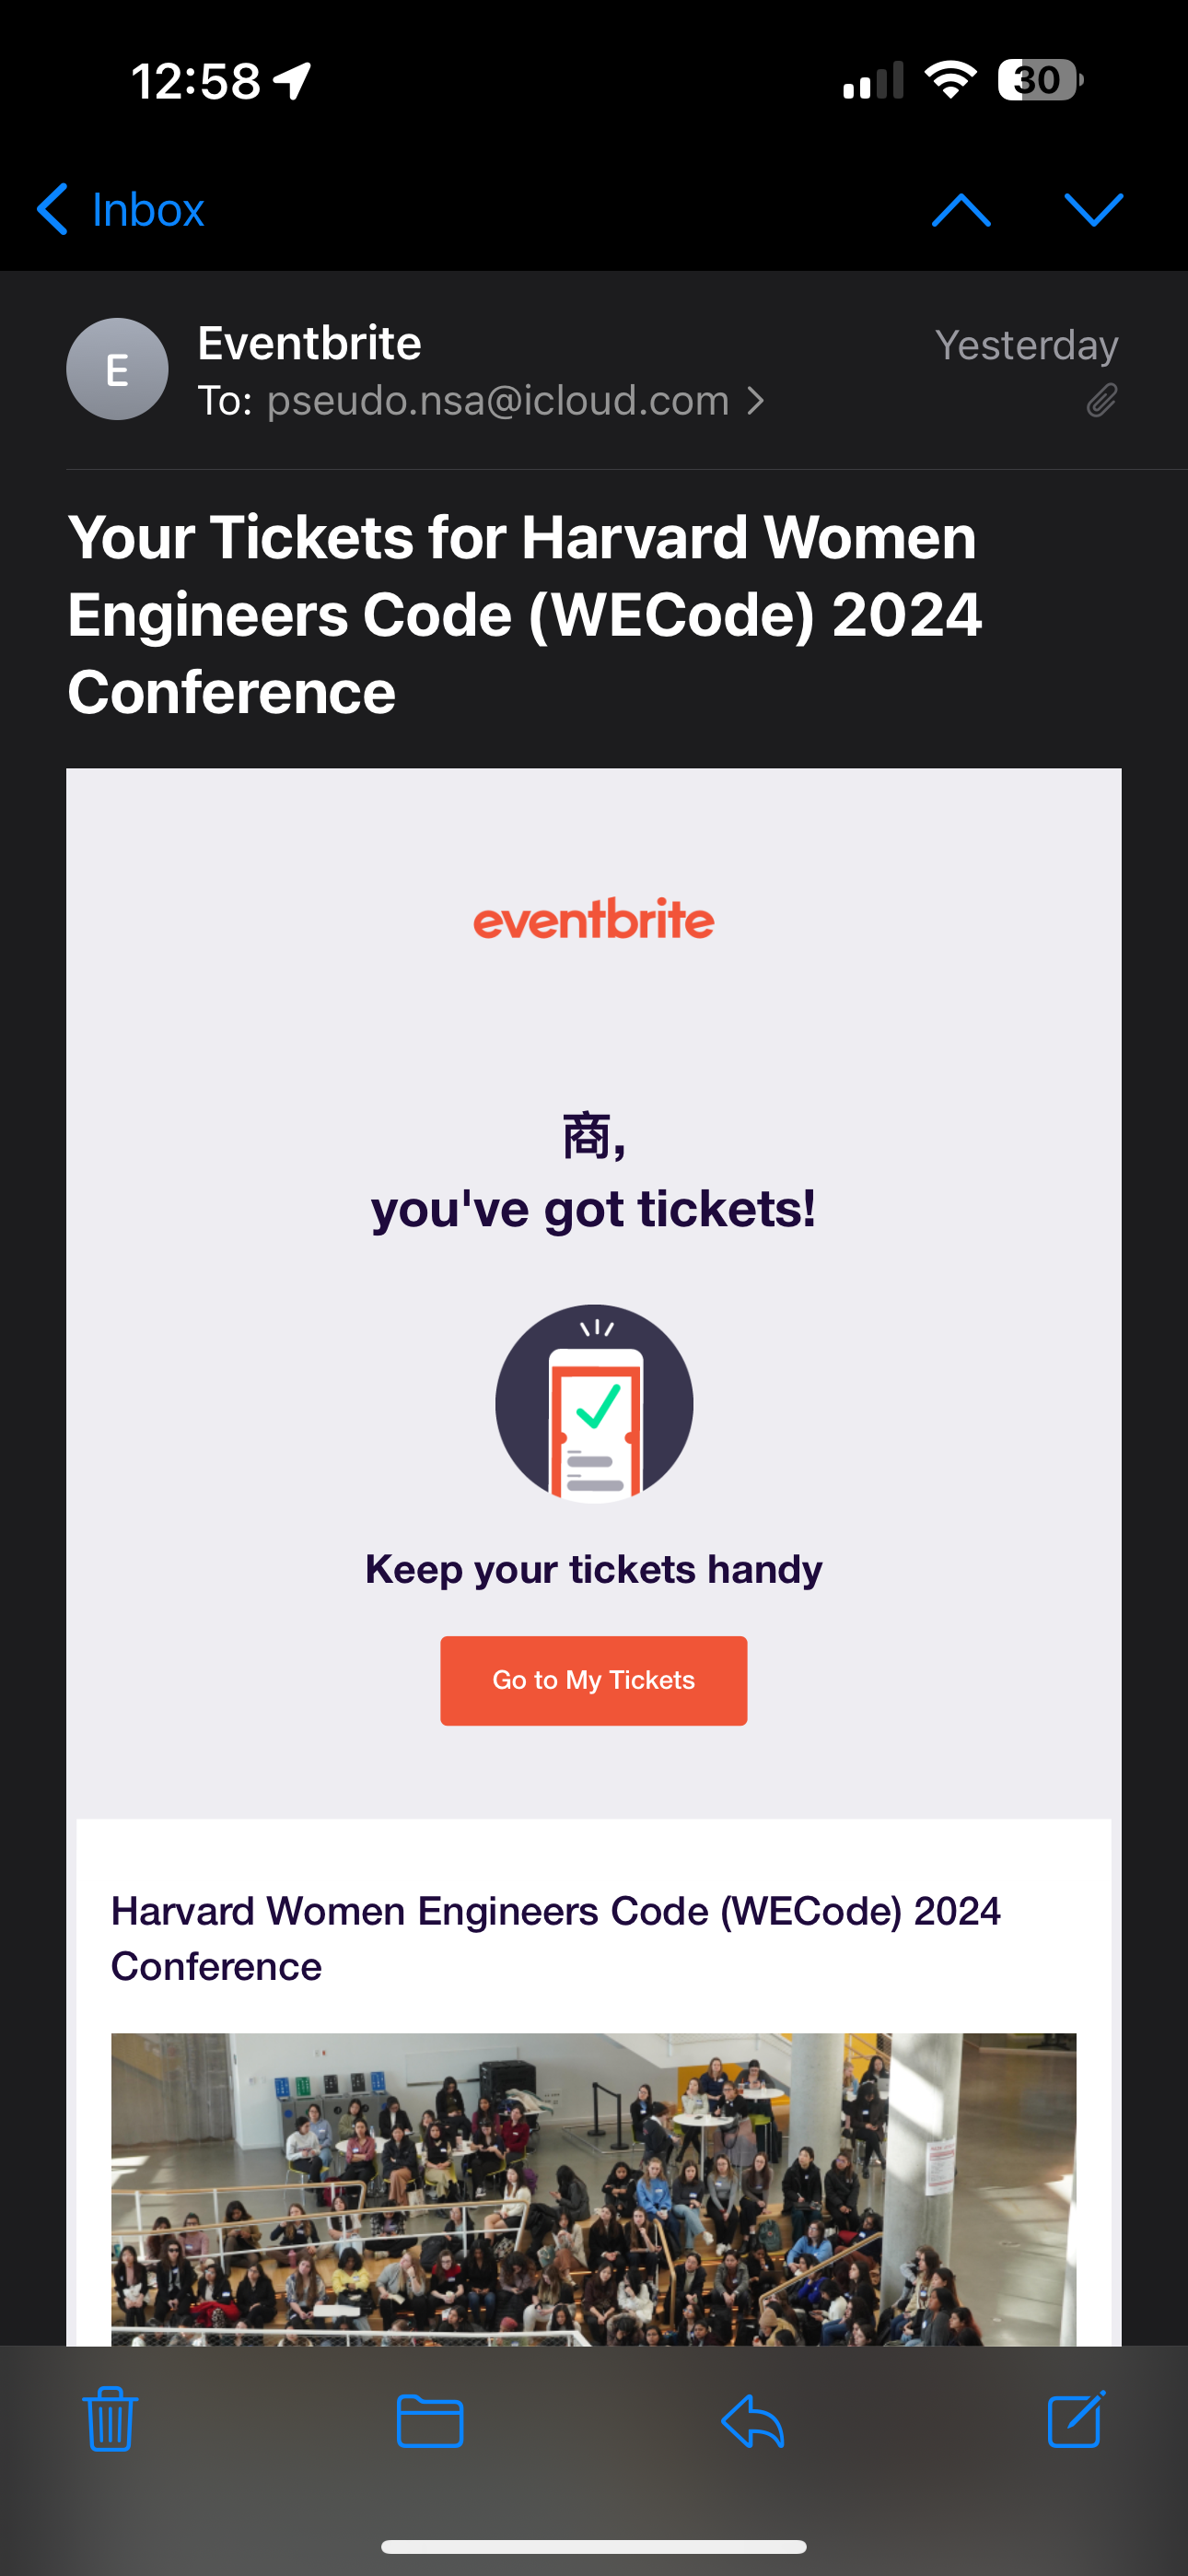 12:58
30
Inbox
E
Eventbrite
Yesterday
To: pseudo.nsa@icloud.com
Your Tickets for Harvard Women
Engineers Code (WECode) 2024
Conference
eventbrite
商,
you've got tickets!
Keep your tickets handy
Go to My Tickets
Harvard Women Engineers Code (WECode) 2024
Conference